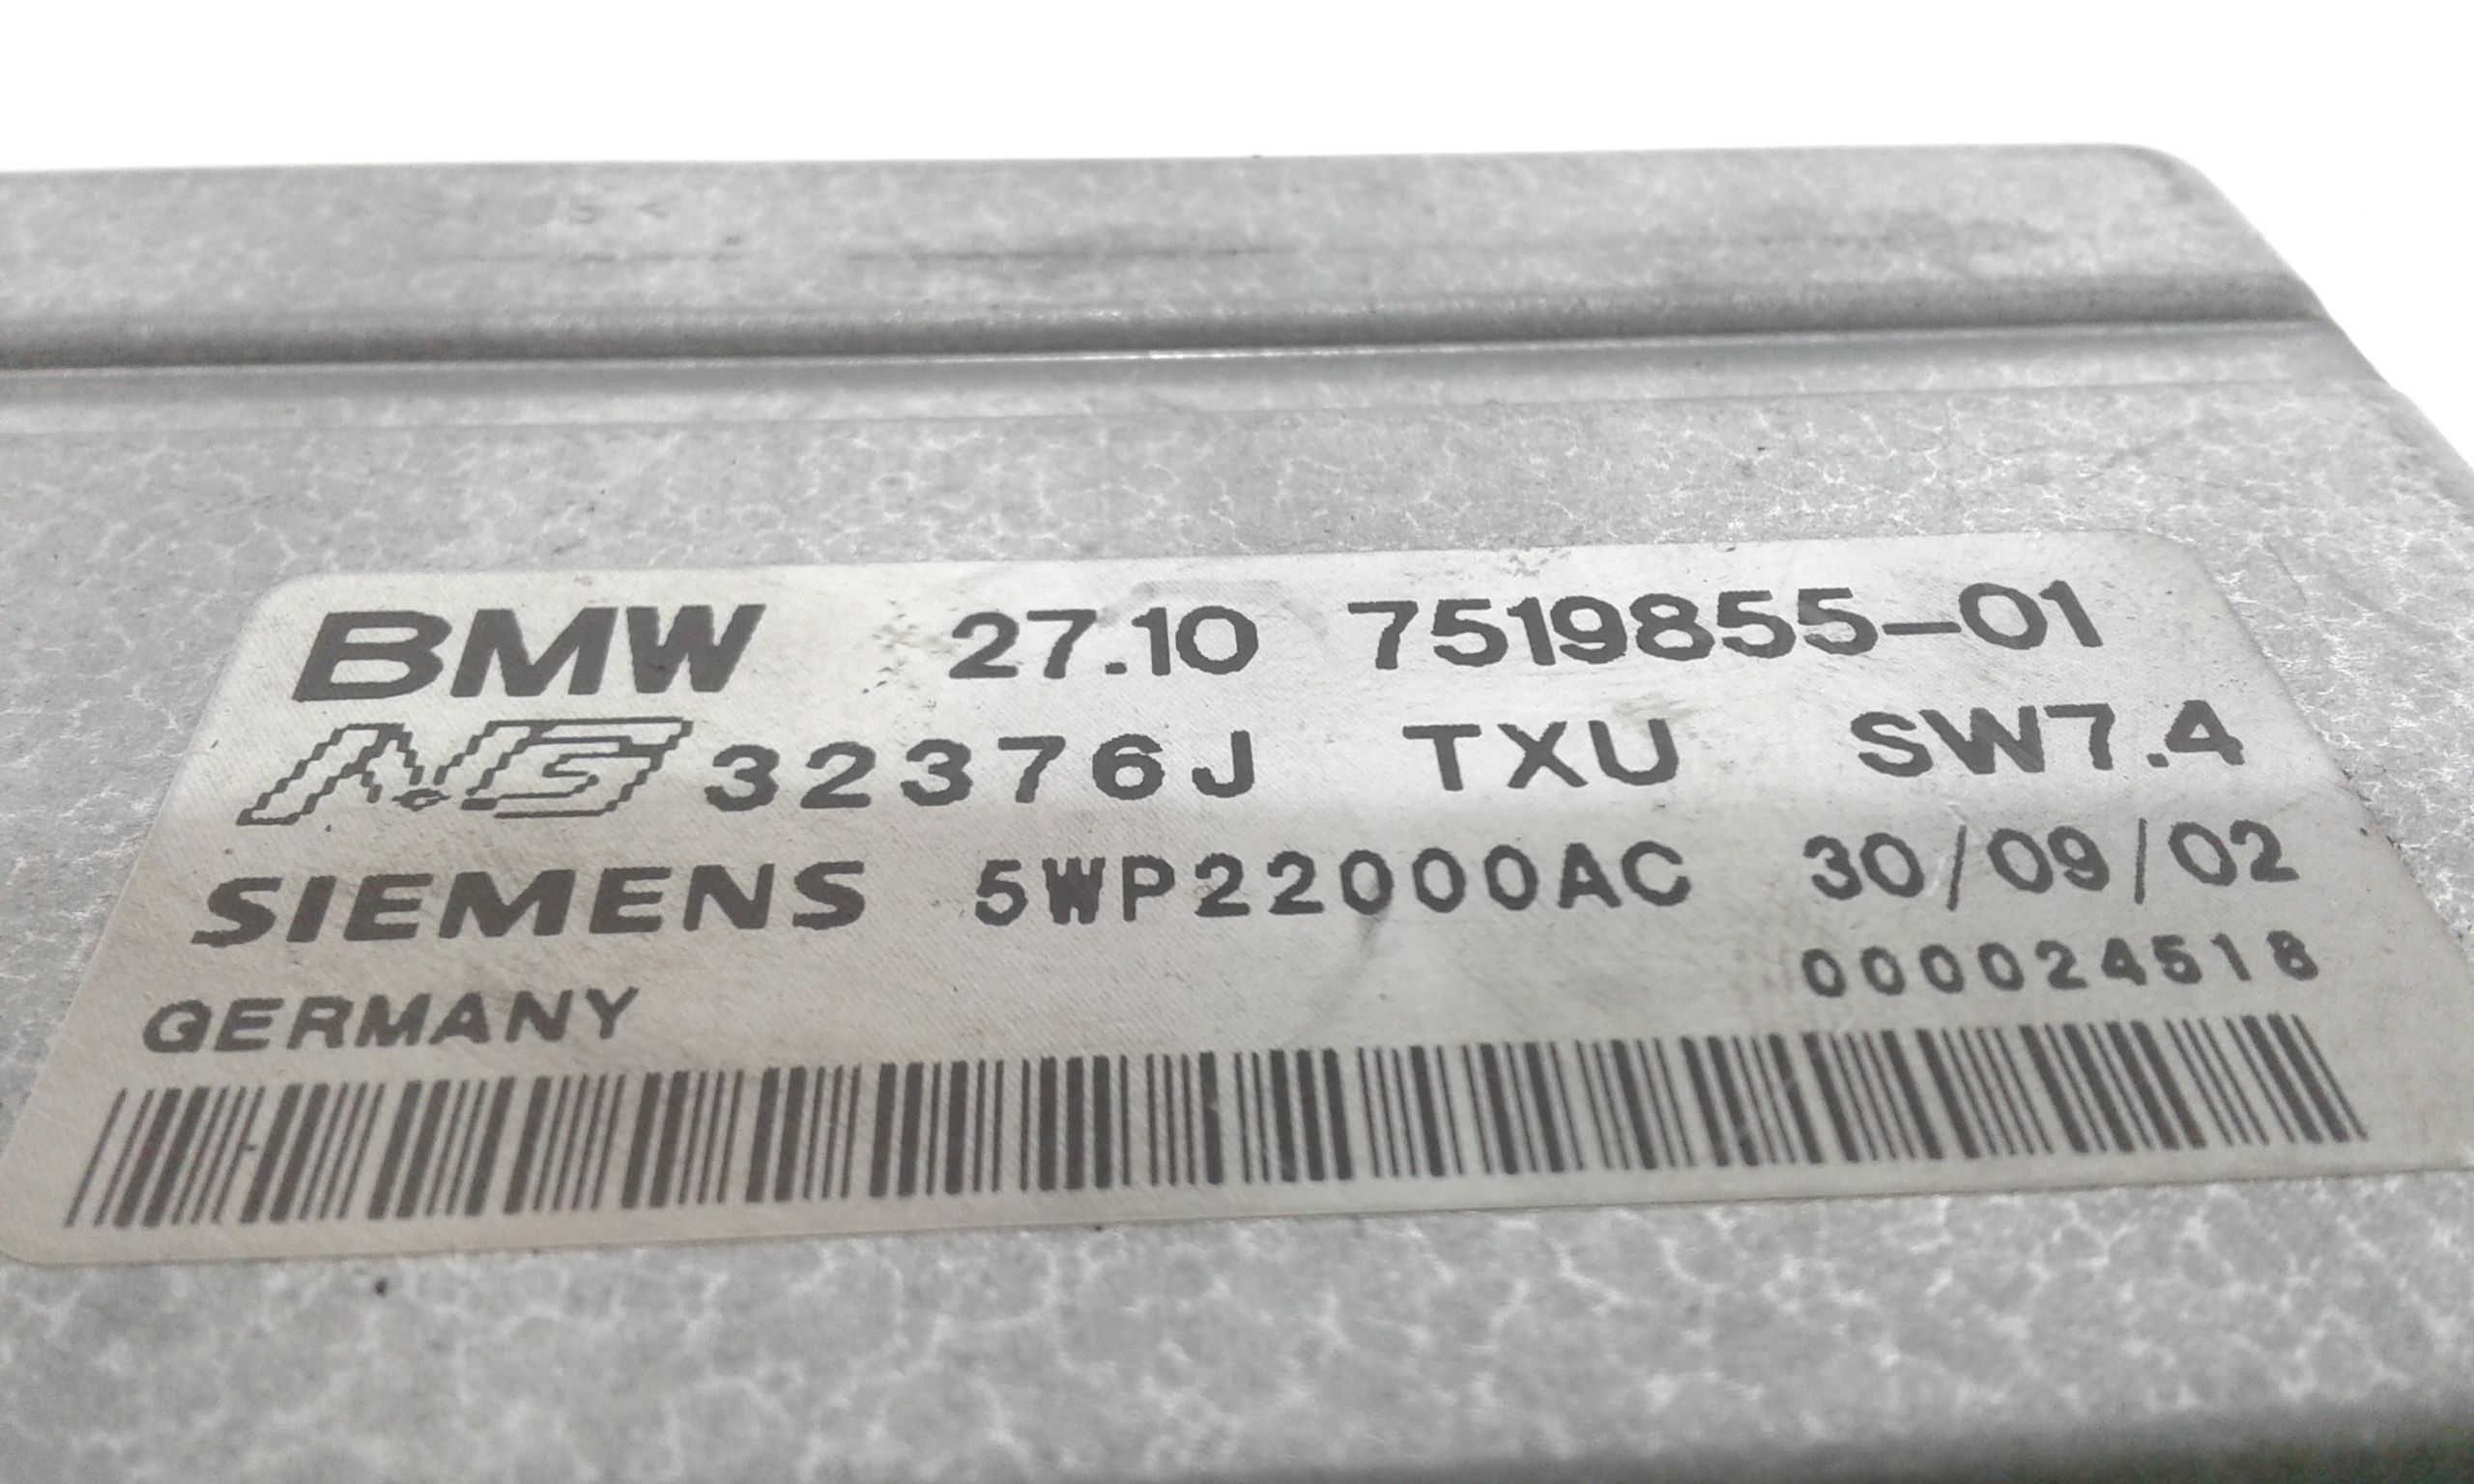 BMW 27.10 7519855-01
32376J TXU SW7.4
SIEMENS 5WP22000AC 30/09/02
000024518
GERMANY